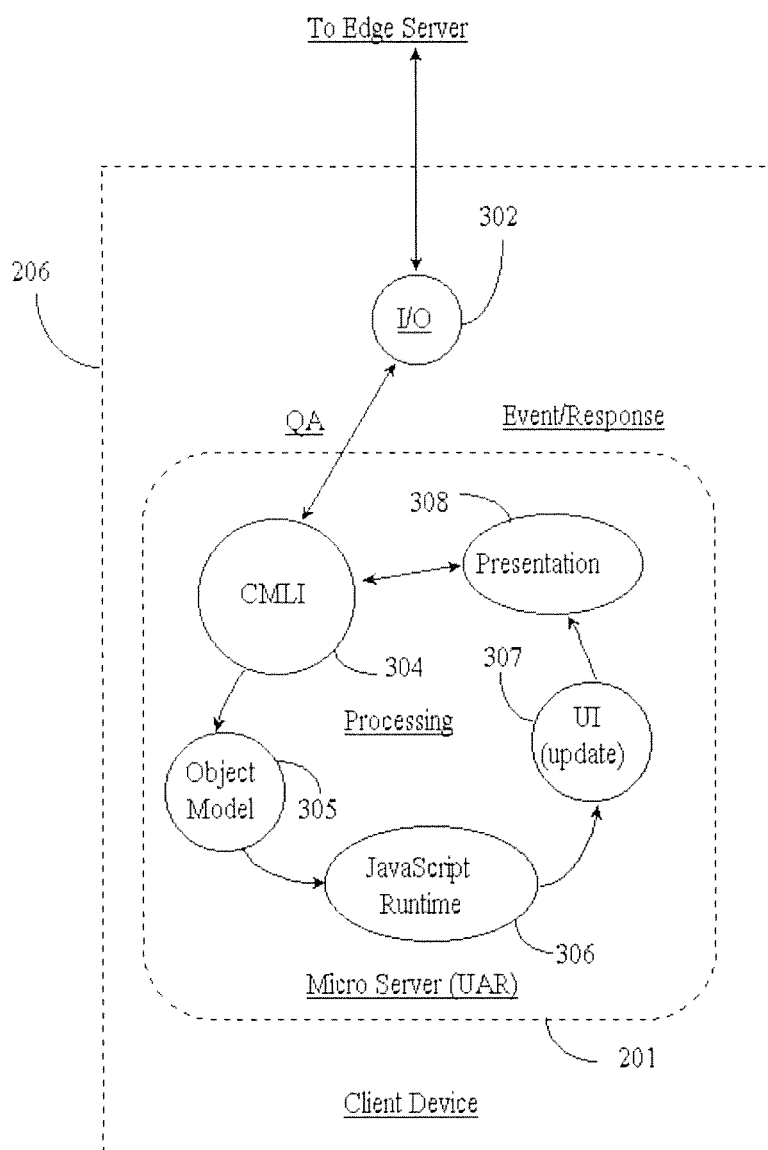 To Edge Server
302
206
I/O
QA
Event/Response
308
Presentation
CMLI
304
307
Processing
UI
(update)
Object
Model
305
JavaScript
Runtime
306
Micro Server (UAR)
201
Client Device